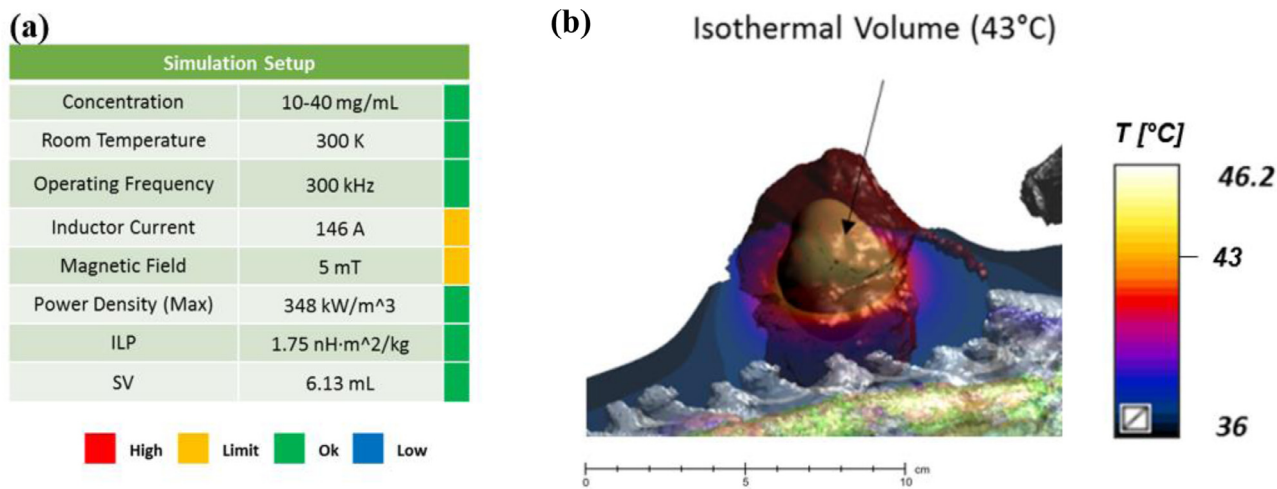 (a)
Simulation Setup
Concentration 10-40 mg/mL
Room Temperature 300 K
Operating Frequency 300 kHz
Inductor Current 146 A
Magnetic Field 5 mT
Power Density (Max) 348 kW/m^3
ILP 1.75 nH·m^2/kg
SV 6.13 mL
High Limit Ok Low
(b)
Isothermal Volume (43°C)
T [°C]
46.2
43
36
0 5 10 cm